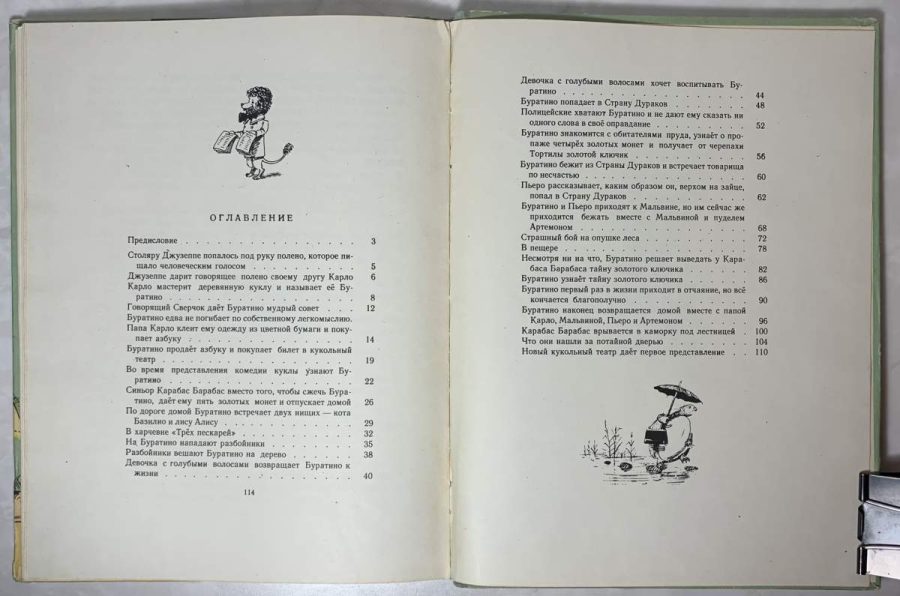 ОГЛАВЛЕНИЕ
Предисловие . . . . . . . . . . . . . . . . 3
Столяру Джузеппе попалось под руку полено, которое пи-
щало человеческим голосом . . . . . . . . . 5
Джузеппе дарит говорящее полено своему другу Карло 6
Карло мастерит деревянную куклу и называет её Бу-
ратино . . . . . . . . . . . . . . . . 8
Говорящий Сверчок даёт Буратино мудрый совет . . . 12
Буратино едва не погибает по собственному легкомыслию.
Папа Карло клеит ему одежду из цветной бумаги и поку-
пает азбуку . . . . . . . . . . . . . . 14
Буратино продаёт азбуку и покупает билет в кукольный
театр . . . . . . . . . . . . . . . . 19
Во время представления комедии куклы узнают Бу-
ратино . . . . . . . . . . . . . . . . 22
Синьор Карабас Барабас вместо того, чтобы сжечь Бура-
тино, даёт ему пять золотых монет и отпускает домой 26
По дороге домой Буратино встречает двух нищих — кота
Базилио и лису Алису . . . . . . . . . . . 29
В харчевне «Трёх пескарей» . . . . . . . . . . 32
На Буратино нападают разбойники . . . . . . . . 35
Разбойники вешают Буратино на дерево . . . . . . 38
Девочка с голубыми волосами возвращает Буратино к
жизни . . . . . . . . . . . . . . . . 40
114
Девочка с голубыми волосами хочет воспитывать Бу-
ратино . . . . . . . . . . . . . . . . 44
Буратино попадает в Страну Дураков . . . . . . . 48
Полицейские хватают Буратино и не дают ему сказать ни
одного слова в своё оправдание . . . . . . . . 52
Буратино знакомится с обитателями пруда, узнаёт о про-
паже четырёх золотых монет и получает от черепахи
Тортилы золотой ключик . . . . . . . . . . 56
Буратино бежит из Страны Дураков и встречает товарища
по несчастью . . . . . . . . . . . . . . 60
Пьеро рассказывает, каким образом он, верхом на зайце,
попал в Страну Дураков . . . . . . . . . . 62
Буратино и Пьеро приходят к Мальвине, но им сейчас же
приходится бежать вместе с Мальвиной и пуделем
Артемоном . . . . . . . . . . . . . . . 68
Страшный бой на опушке леса . . . . . . . . . 72
В пещере . . . . . . . . . . . . . . . . 78
Несмотря ни на что, Буратино решает выведать у Кара-
баса Барабаса тайну золотого ключика . . . . . . 82
Буратино узнаёт тайну золотого ключика . . . . . . 86
Буратино первый раз в жизни приходит в отчаяние, но всё
кончается благополучно . . . . . . . . . . 90
Буратино наконец возвращается домой вместе с папой
Карло, Мальвиной, Пьеро и Артемоном . . . . . . 96
Карабас Барабас врывается в каморку под лестницей . 100
Что они нашли за потайной дверью . . . . . . . . 104
Новый кукольный театр даёт первое представление . . 110